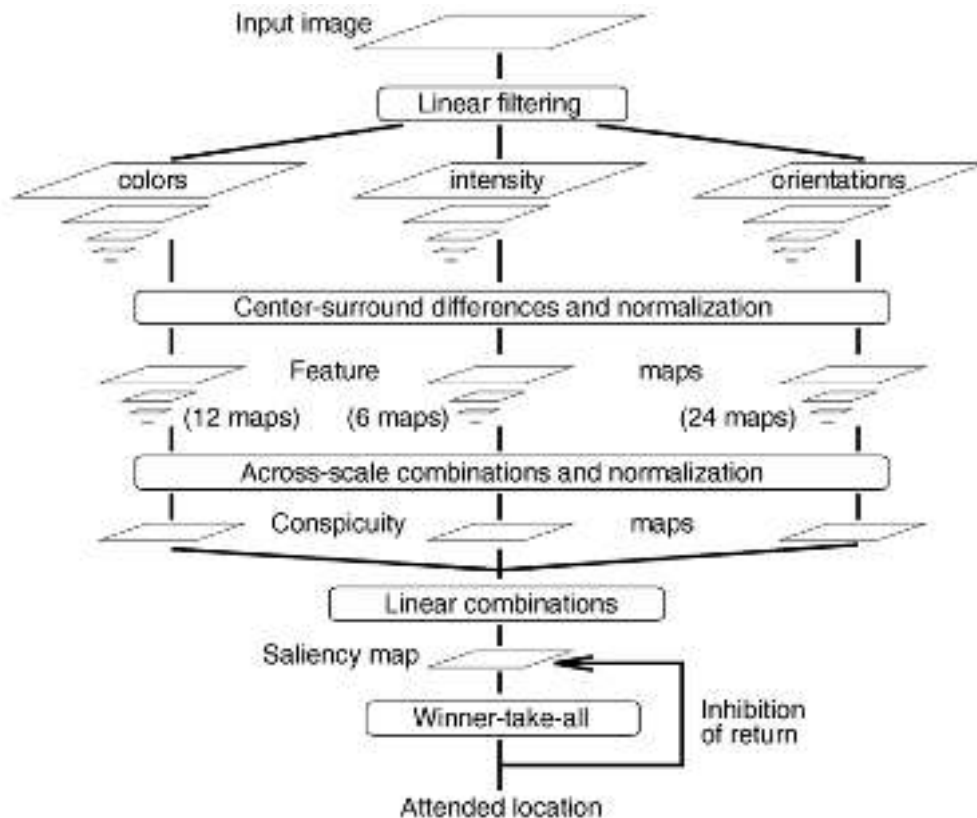 Input image
Linear filtering
colors
intensity
orientations
Center-surround differences and normalization
Feature maps
(12 maps)
(6 maps)
(24 maps)
Across-scale combinations and normalization
Conspicuity maps
Linear combinations
Saliency map
Winner-take-all
Inhibition
of return
Attended location